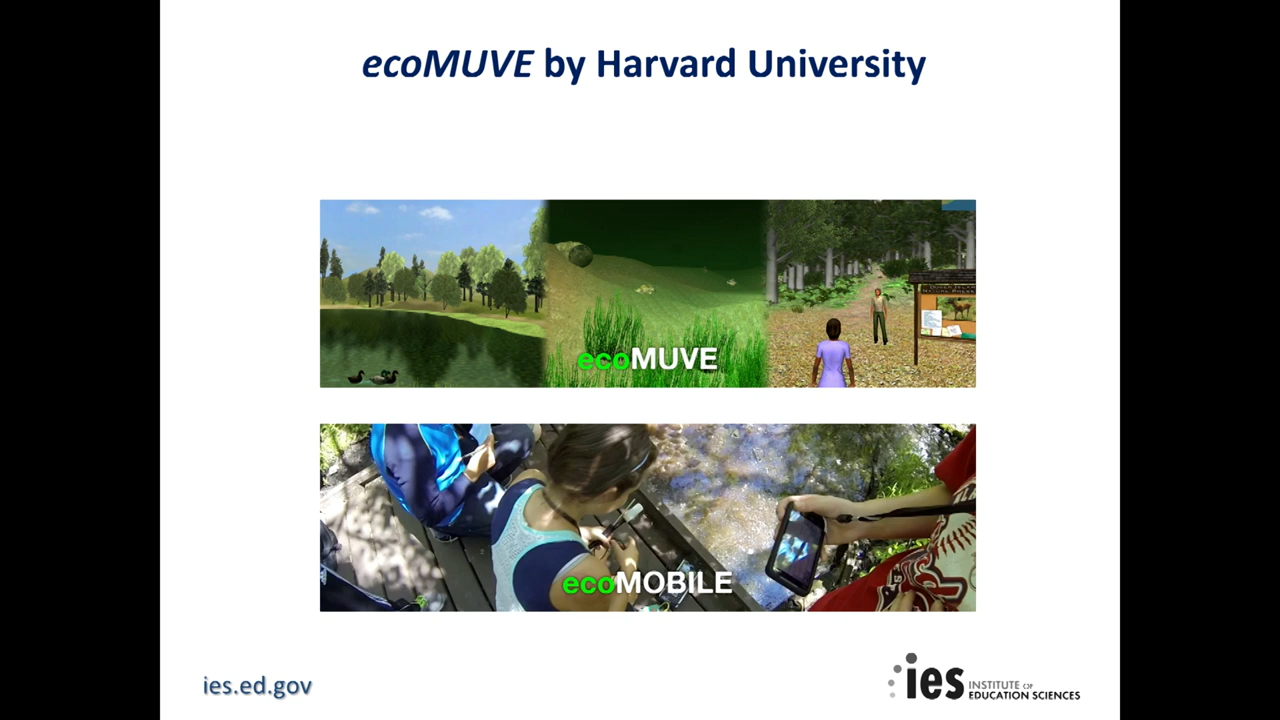 ecoMUVE by Harvard University
ecoMUVE
ecoMOBILE
ies.ed.gov
ies INSTITUTE OF
EDUCATION SCIENCES